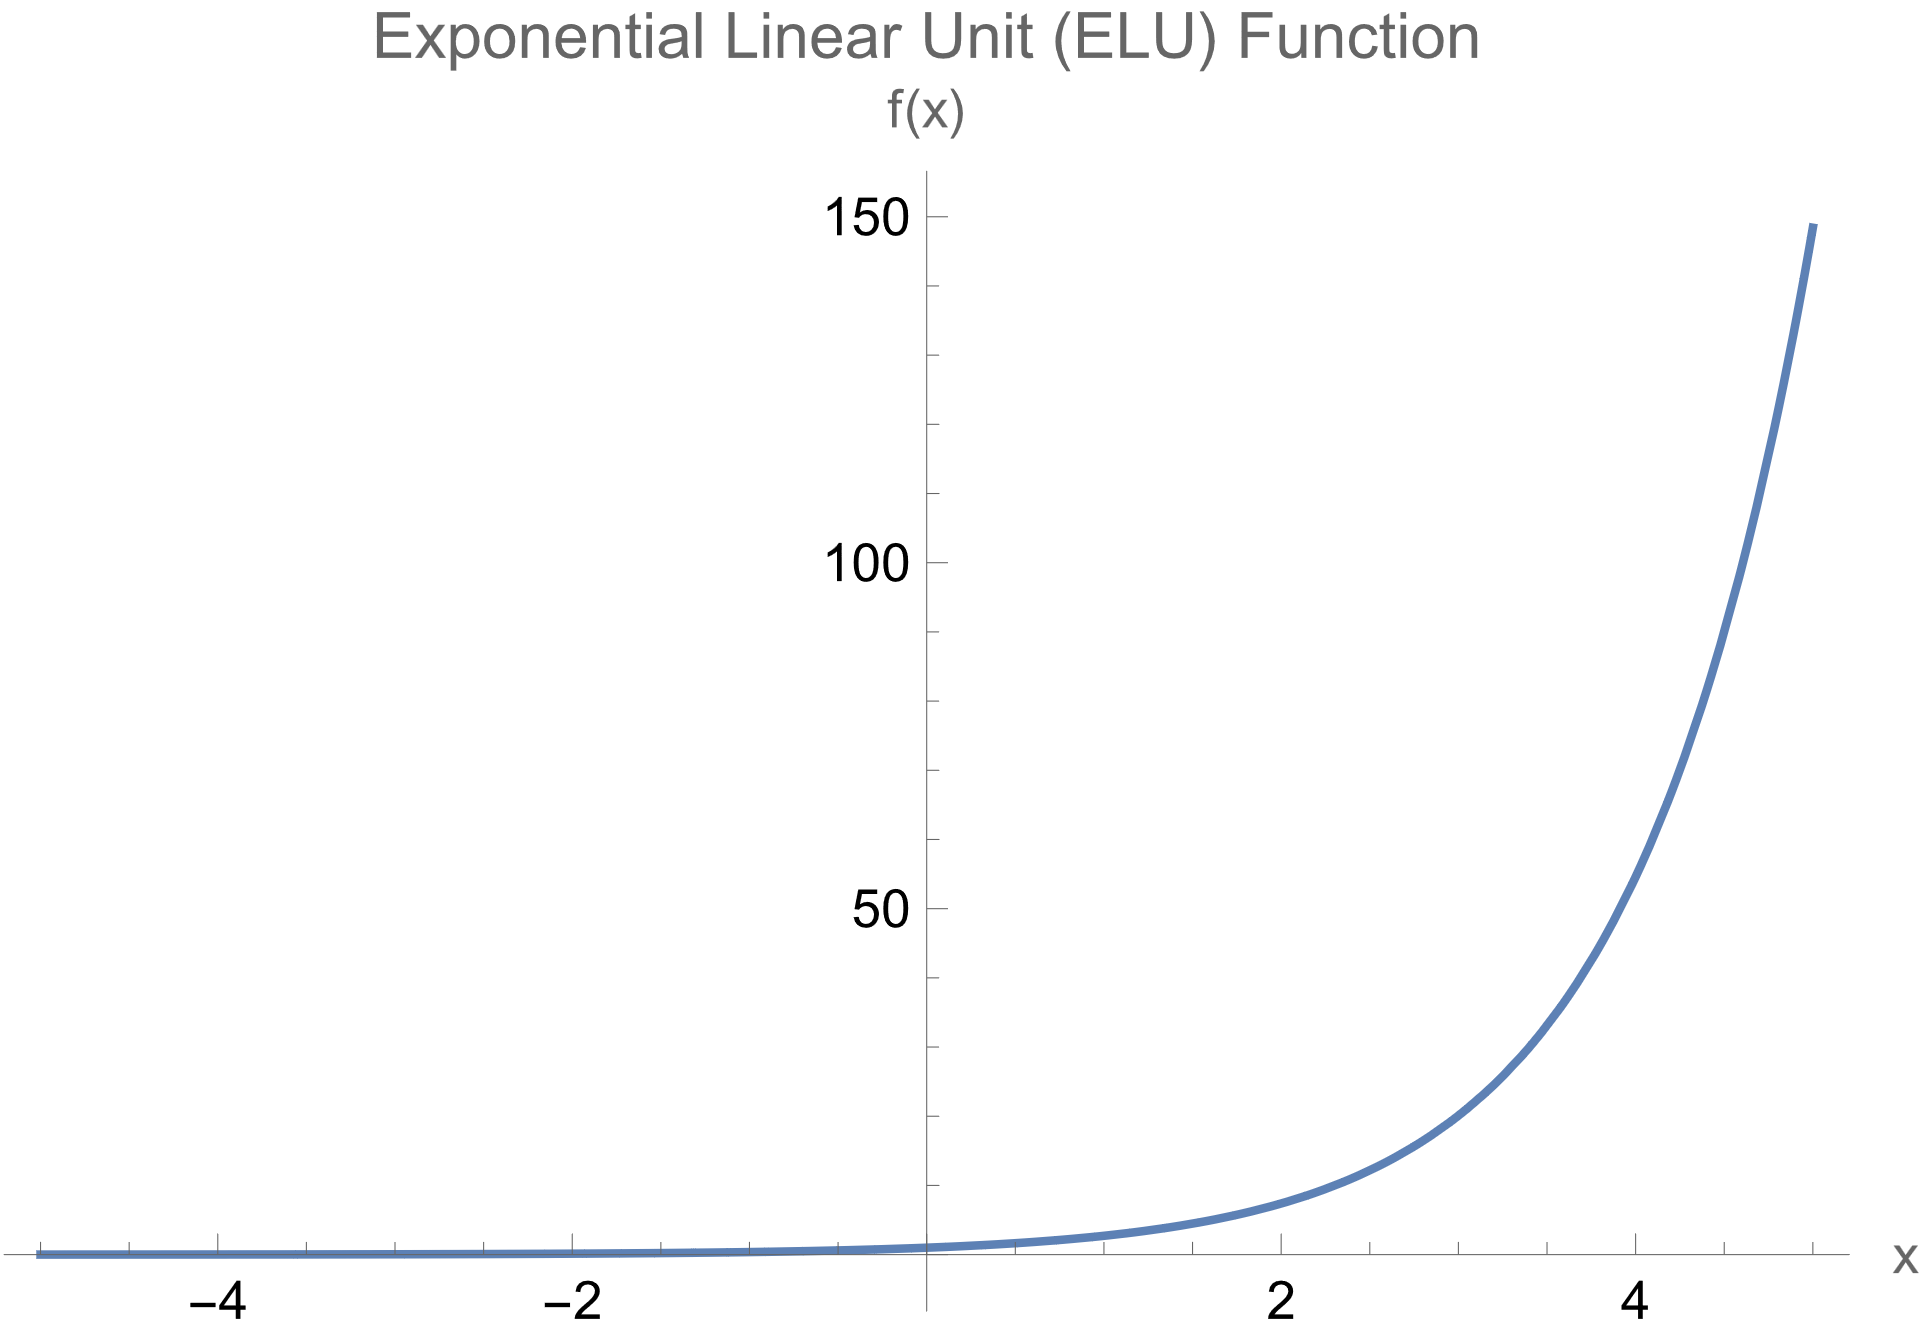 Exponential Linear Unit (ELU) Function
f(x)
150
100
50
x
−4 −2 2 4